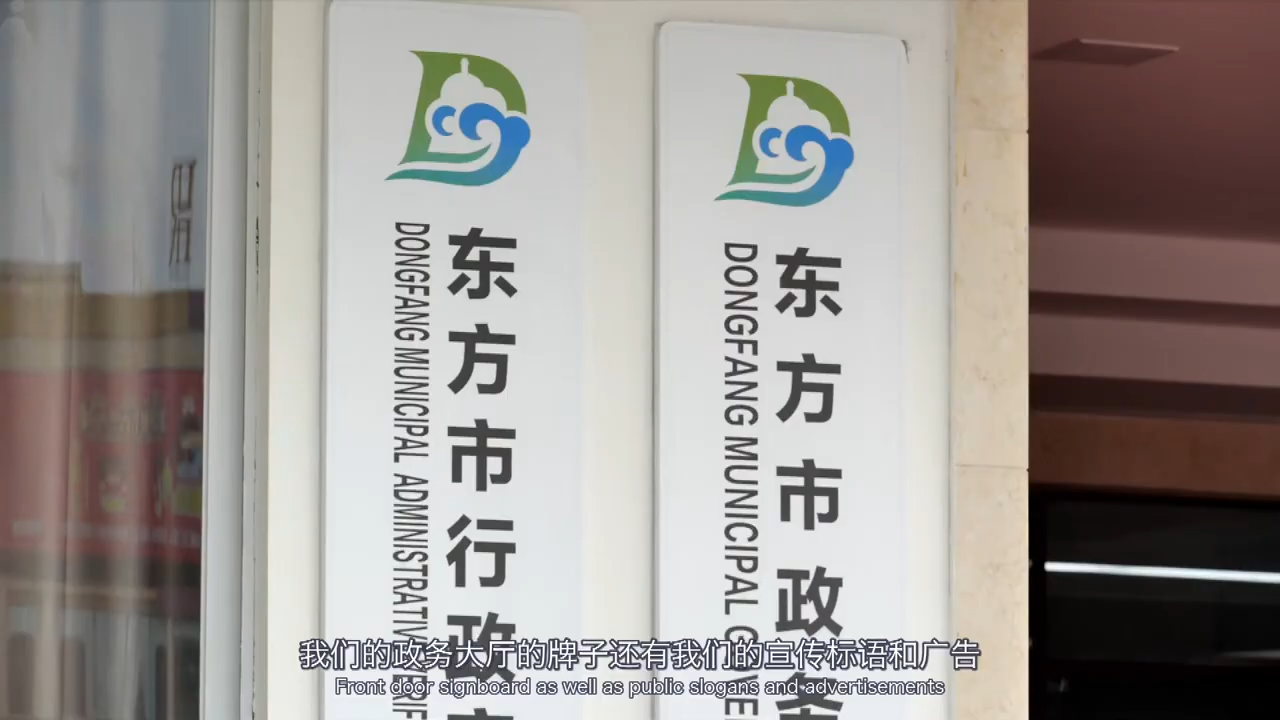 东方市行政
DONGFANG MUNICIPAL ADMINISTRATIVE
东方市政务
DONGFANG MUNICIPAL
我们的政务大厅的牌子还有我们的宣传标语和广告
Front door signboard as well as public slogans and advertisements